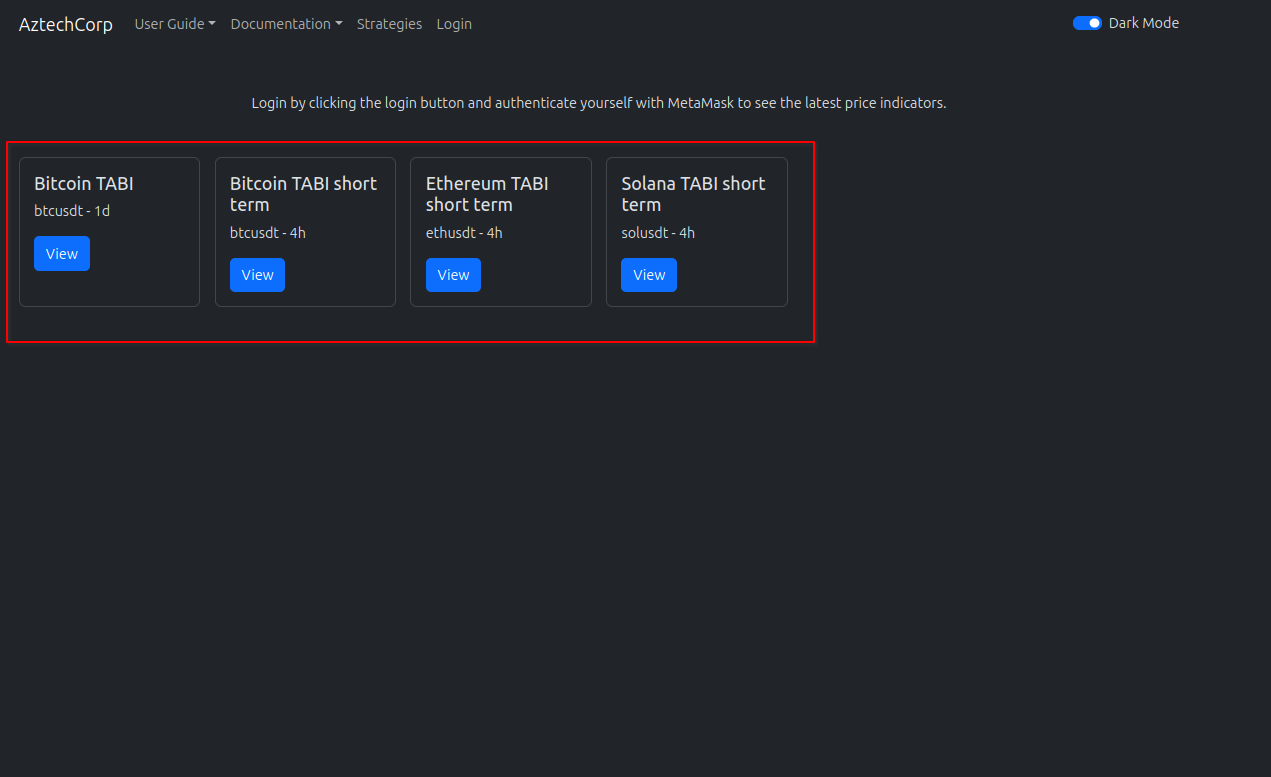 AztechCorp User Guide Documentation Strategies Login Dark Mode
Login by clicking the login button and authenticate yourself with MetaMask to see the latest price indicators.
Bitcoin TABI
btcusdt - 1d
View
Bitcoin TABI short
term
btcusdt - 4h
View
Ethereum TABI
short term
ethusdt - 4h
View
Solana TABI short
term
solusdt - 4h
View